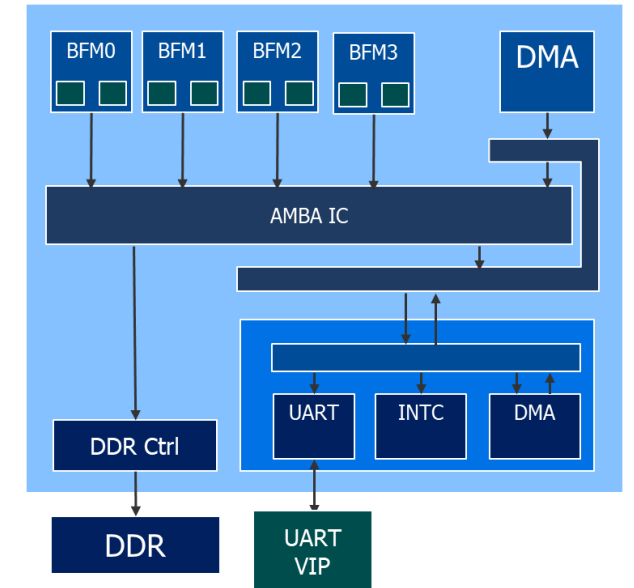 BFM0
BFM1
BFM2
BFM3
DMA
AMBA IC
UART
INTC
DMA
DDR Ctrl
DDR
UART
VIP